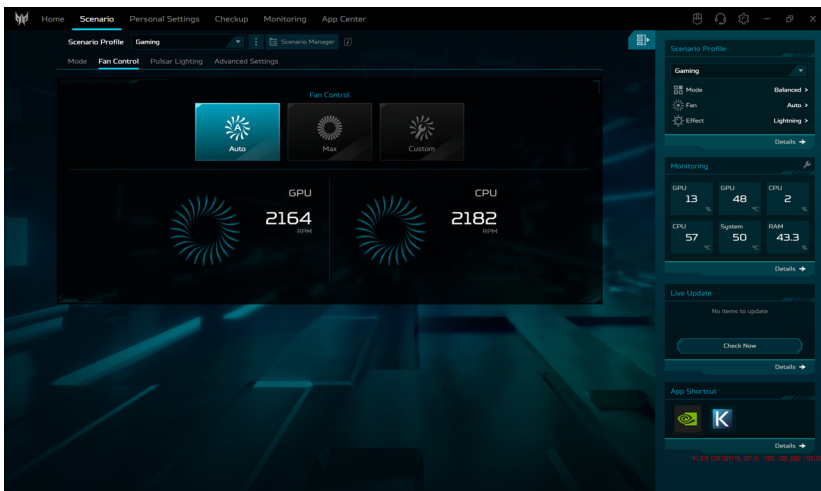 Home Scenario Personal Settings Checkup Monitoring App Center
Scenario Profile Gaming Scenario Manager
Mode Fan Control Pulsar Lighting Advanced Settings
Fan Control
Auto Max Custom
GPU
2164
RPM
CPU
2182
RPM
Scenario Profile
Gaming
Mode Balanced >
Fan Auto >
Effect Lightning >
Details →
Monitoring
GPU GPU CPU
13 48 2
% °C %
CPU System RAM
57 50 43.3
°C °C %
Details →
Live Update
No items to update
Check Now
Details →
App Shortcut
K
Details →